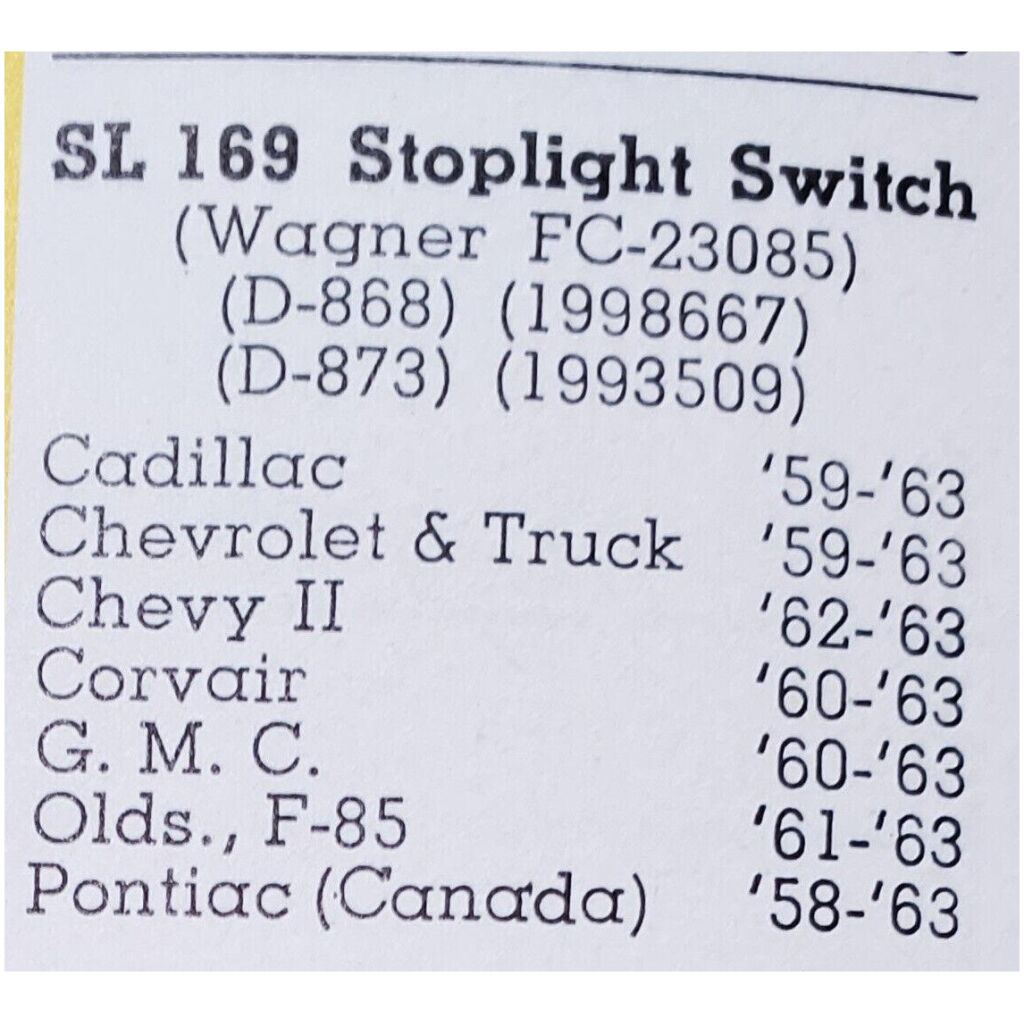 SL 169 Stoplight Switch
(Wagner FC-23085)
(D-868) (1998667)
(D-873) (1993509)
Cadillac '59-'63
Chevrolet & Truck '59-'63
Chevy II '62-'63
Corvair '60-'63
G. M. C. '60-'63
Olds., F-85 '61-'63
Pontiac (Canada) '58-'63